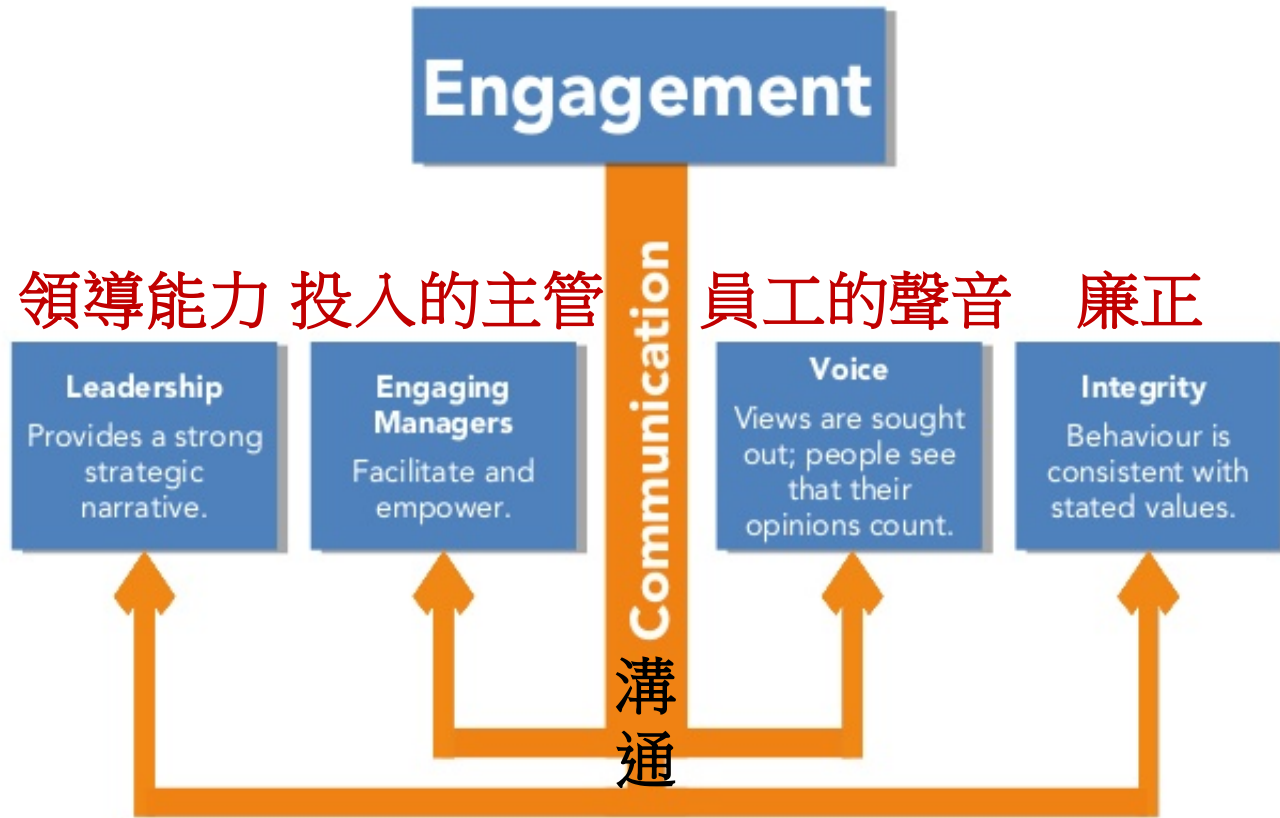 Engagement
領導能力
投入的主管
員工的聲音
廉正
Communication
溝
通
Leadership
Provides a strong
strategic
narrative.
Engaging
Managers
Facilitate and
empower.
Voice
Views are sought
out; people see
that their
opinions count.
Integrity
Behaviour is
consistent with
stated values.